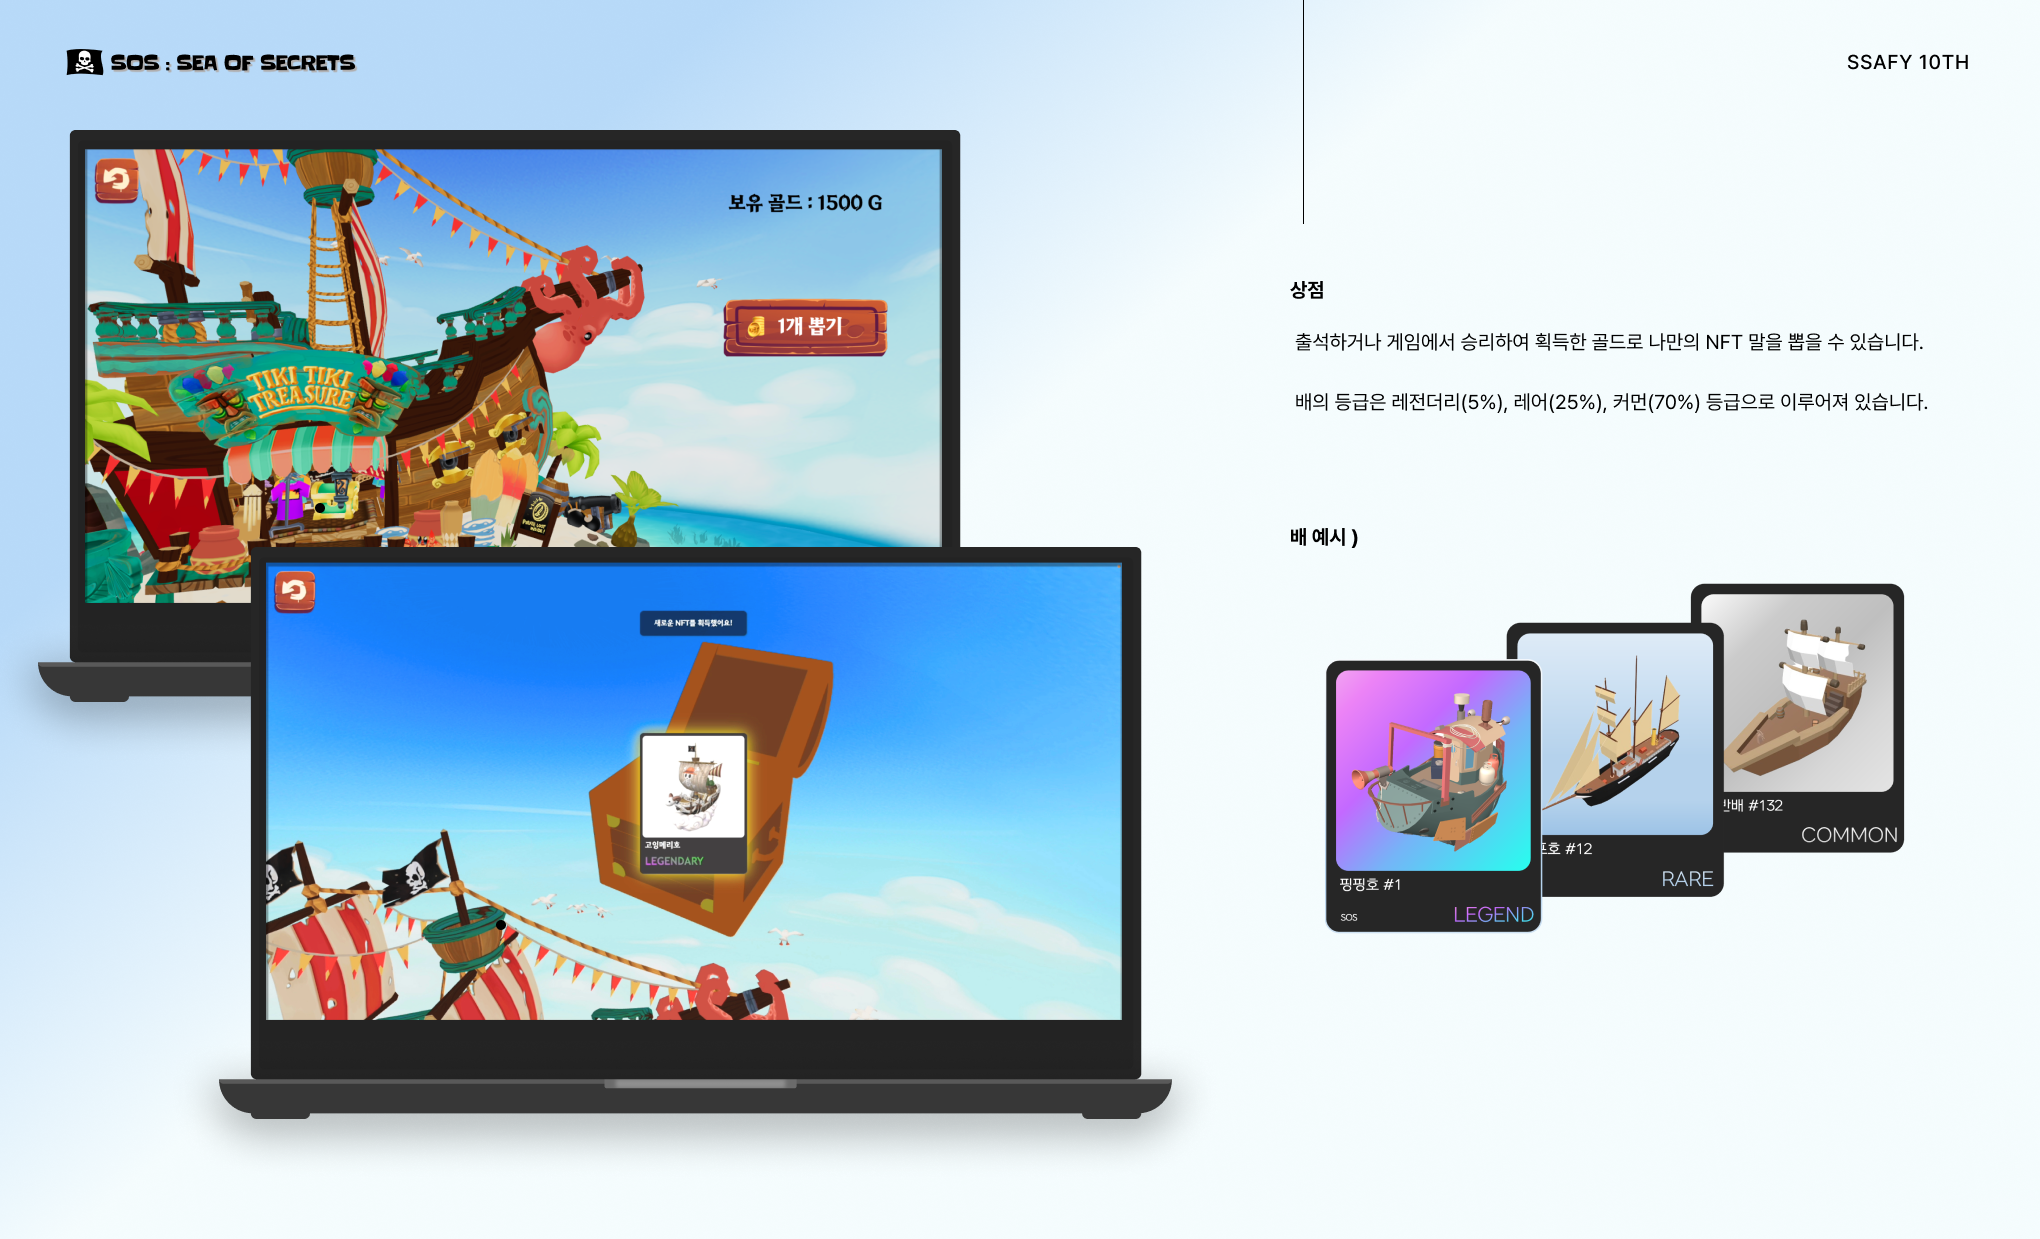 SOS : SEA OF SECRETS
SSAFY 10TH
보유 골드 : 1500 G
1개 뽑기
TIKI TIKI
TREASURE
새로운 NFT를 획득했어요!
고잉메리호
LEGENDARY
상점
출석하거나 게임에서 승리하여 획득한 골드로 나만의 NFT 말을 뽑을 수 있습니다.
배의 등급은 레전더리(5%), 레어(25%), 커먼(70%) 등급으로 이루어져 있습니다.
배 예시 )
핑핑호 #1
SOS
LEGEND
#12
RARE
#132
COMMON